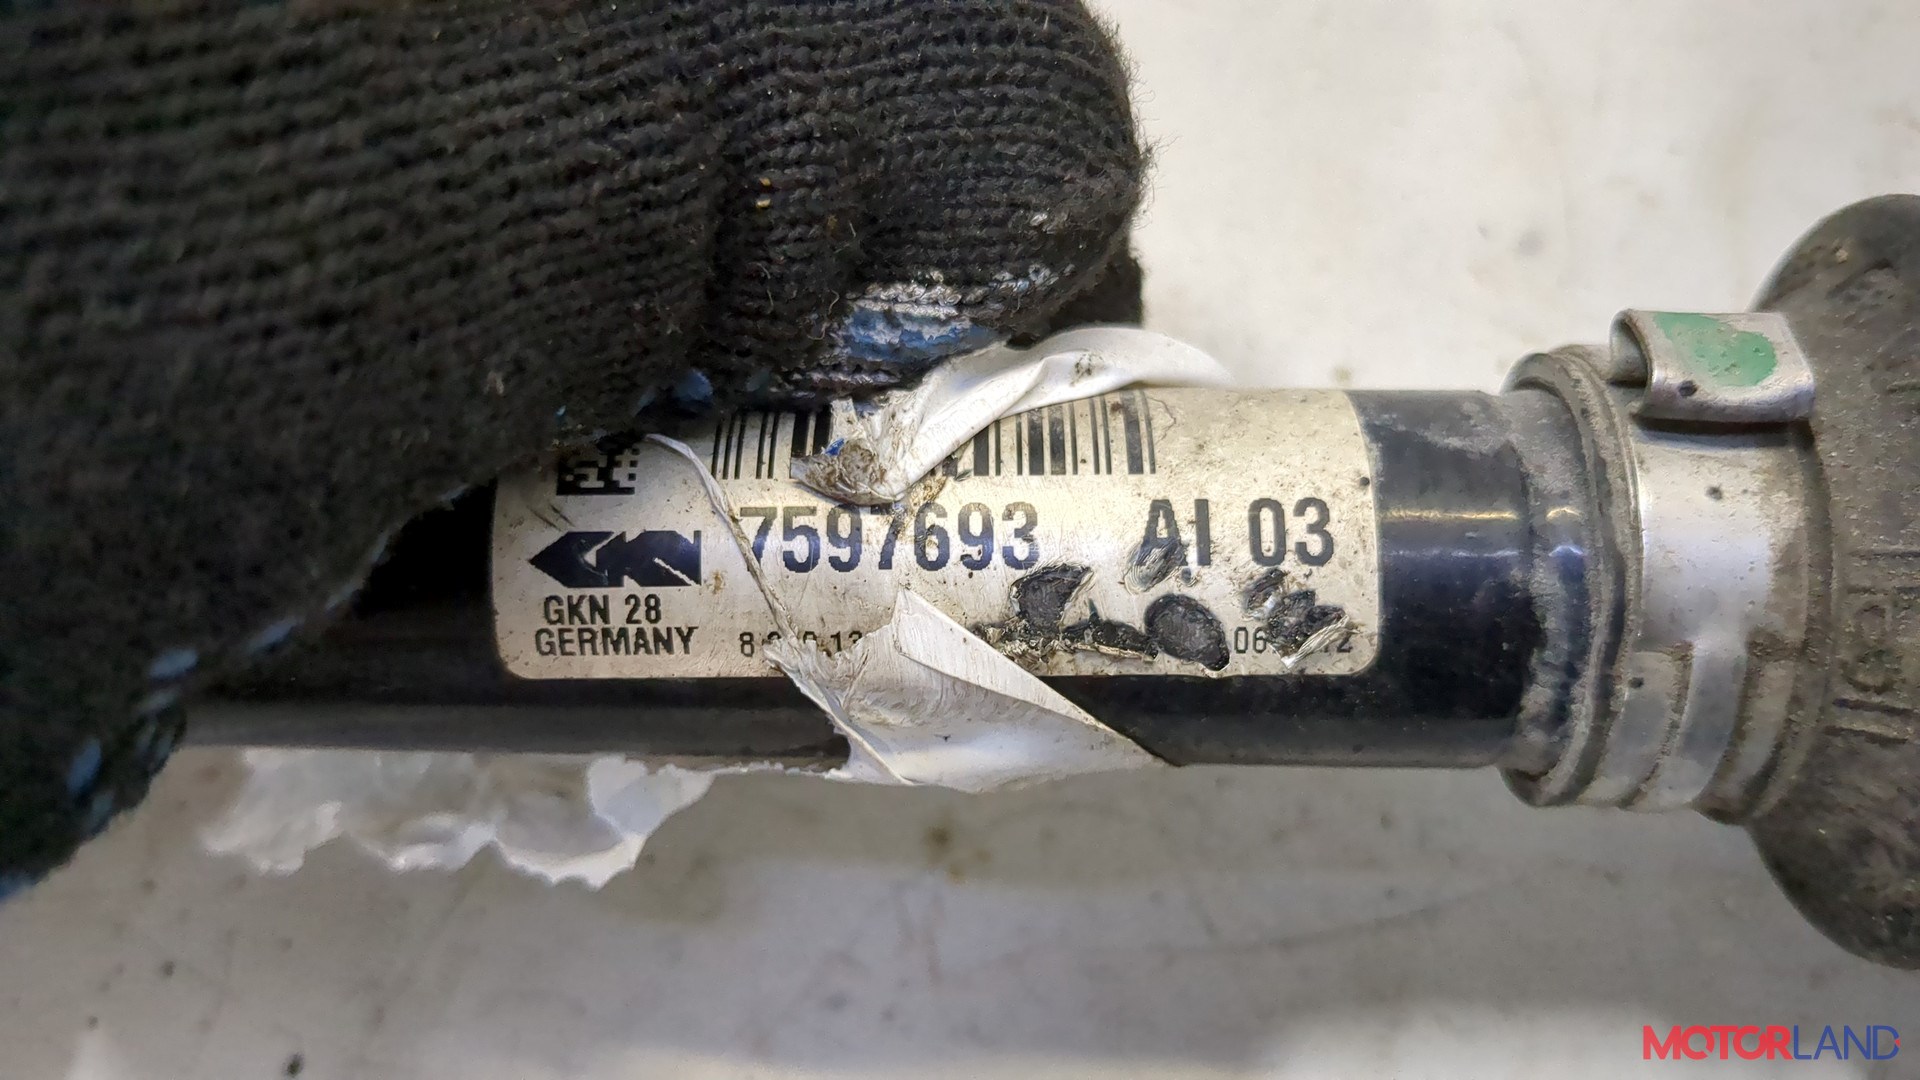 7597693 AI 03
GKN
GKN 28
GERMANY
MOTORLAND